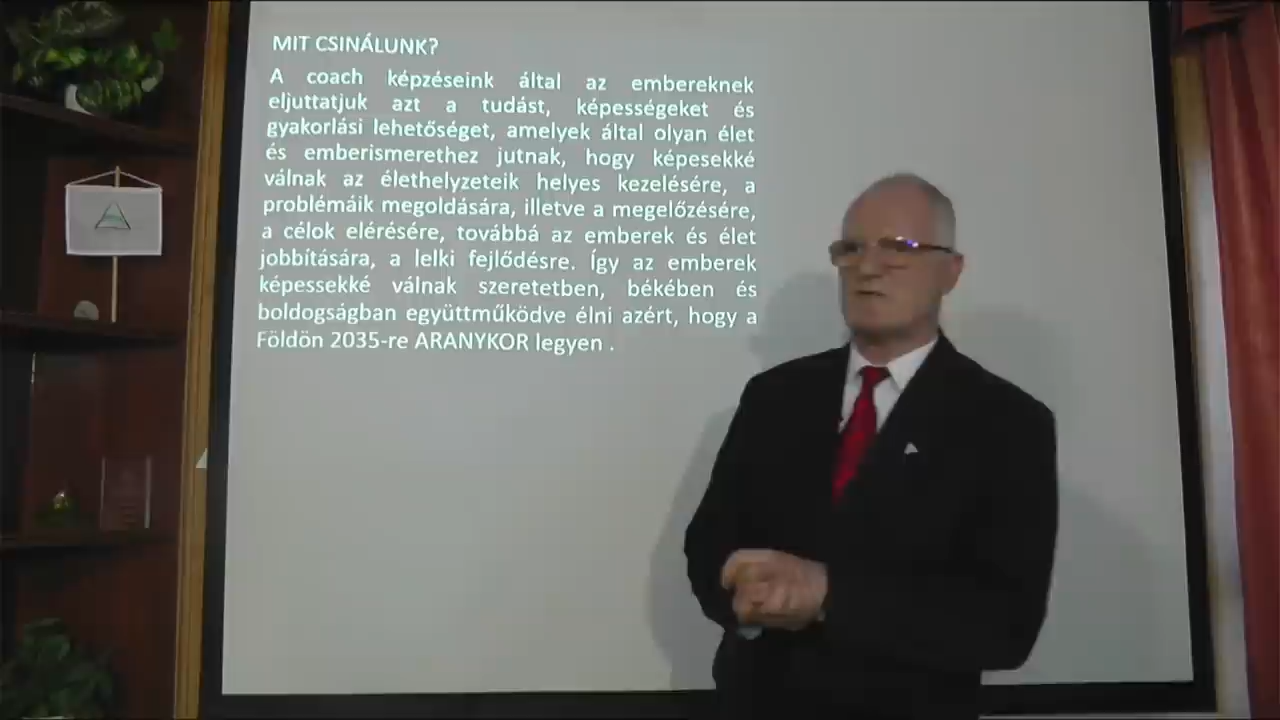 MIT CSINÁLUNK?
A coach képzéseink által az embereknek
eljuttatjuk azt a tudást, képességeket és
gyakorlási lehetőséget, amelyek által olyan élet
és emberismerethez jutnak, hogy képesekké
válnak az élethelyzeteik helyes kezelésére, a
problémáik megoldására, illetve a megelőzésére,
a célok elérésére, továbbá az emberek és élet
jobbítására, a lelki fejlődésre. Így az emberek
képessekké válnak szeretetben, békében és
boldogságban együttműködve élni azért, hogy a
Földön 2035-re ARANYKOR legyen .